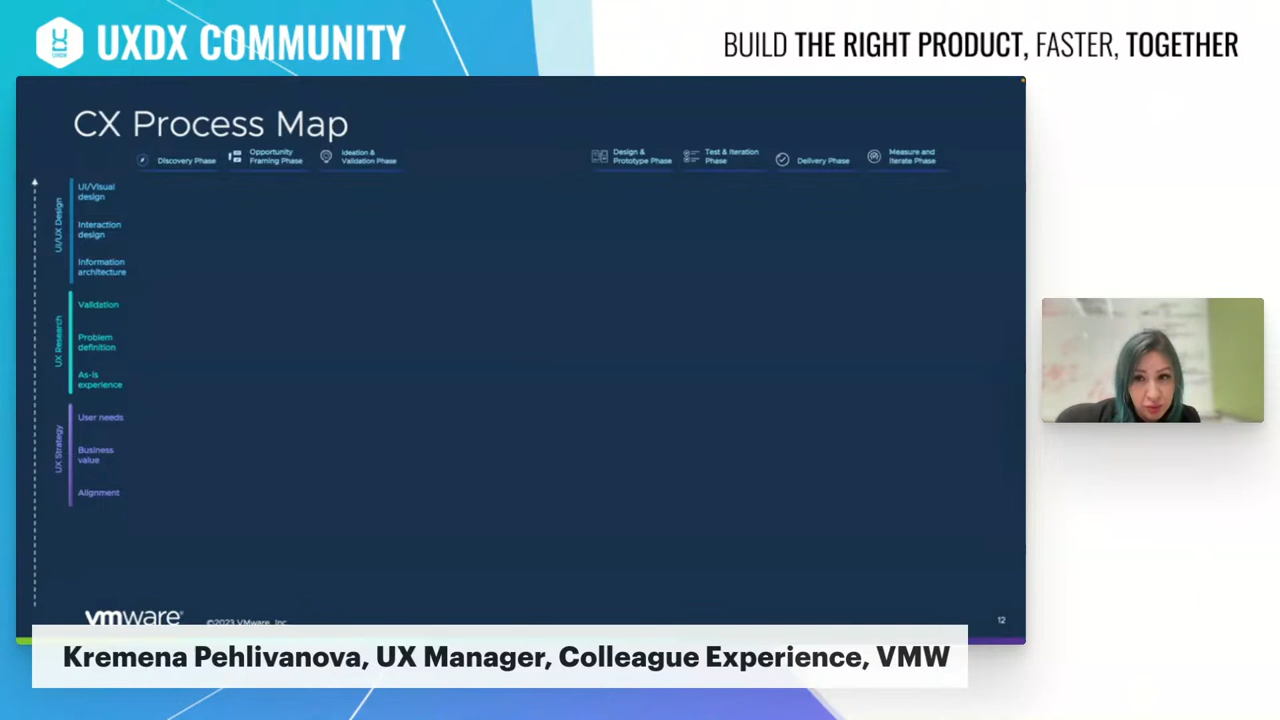 UXDX COMMUNITY
BUILD THE RIGHT PRODUCT, FASTER, TOGETHER
CX Process Map
Discovery Phase
Opportunity
Framing Phase
Ideation &
Validation Phase
Design &
Prototype Phase
Test & Iteration
Phase
Delivery Phase
Measure and
Iterate Phase
UI/UX Design
UI/Visual
design
Interaction
design
Information
architecture
UX Research
Validation
Problem
definition
As-is
experience
UX Strategy
User needs
Business
value
Alignment
vmware®
©2023 VMware, Inc.
12
Kremena Pehlivanova, UX Manager, Colleague Experience, VMW